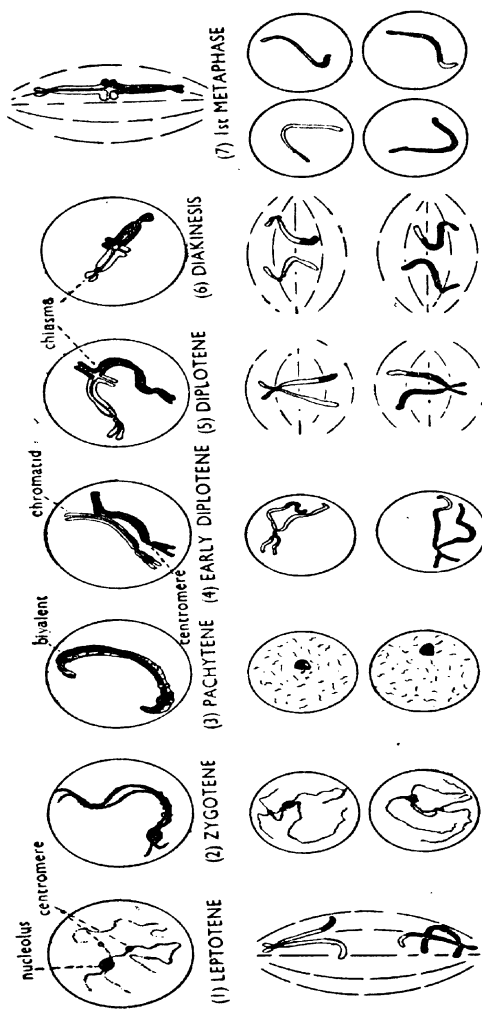 nucleolus
centromere
bivalent
chromatid
chiasma
centromere
(1) LEPTOTENE
(2) ZYGOTENE
(3) PACHYTENE
(4) EARLY DIPLOTENE
(5) DIPLOTENE
(6) DIAKINESIS
(7) 1st METAPHASE